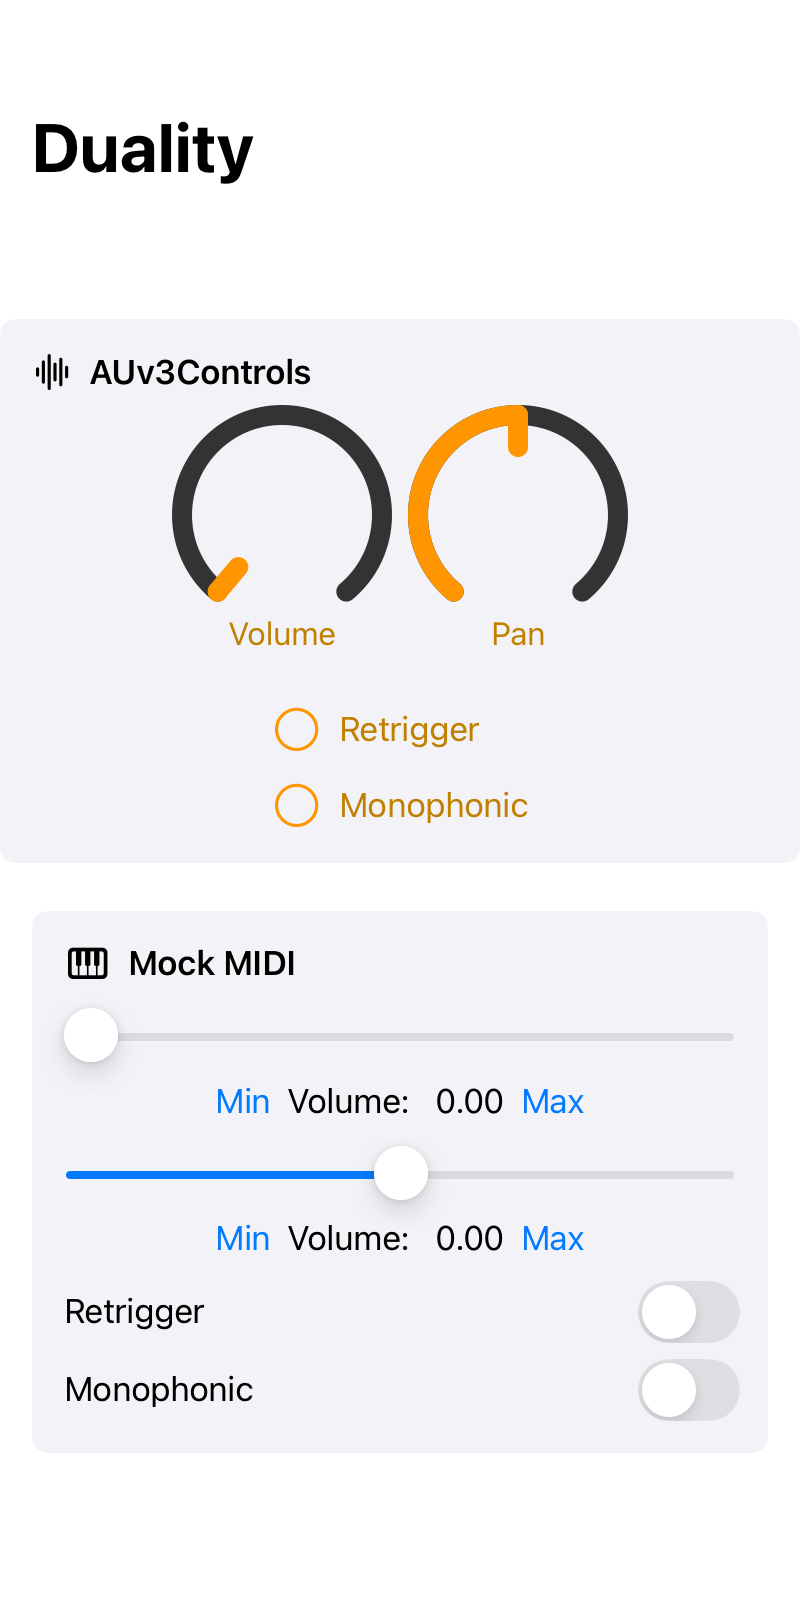 Duality
AUv3Controls
Volume Pan
Retrigger
Monophonic
Mock MIDI
Min Volume: 0.00 Max
Min Volume: 0.00 Max
Retrigger
Monophonic